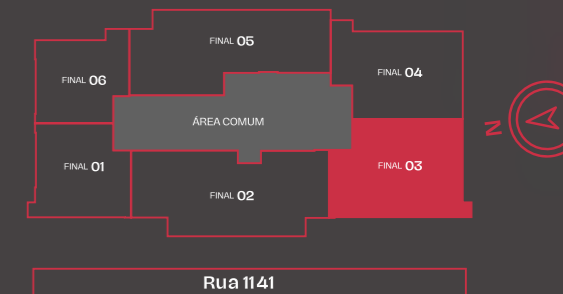 FINAL 05
FINAL 06
FINAL 04
ÁREA COMUM
N
FINAL 01
FINAL 03
FINAL 02
Rua 1141